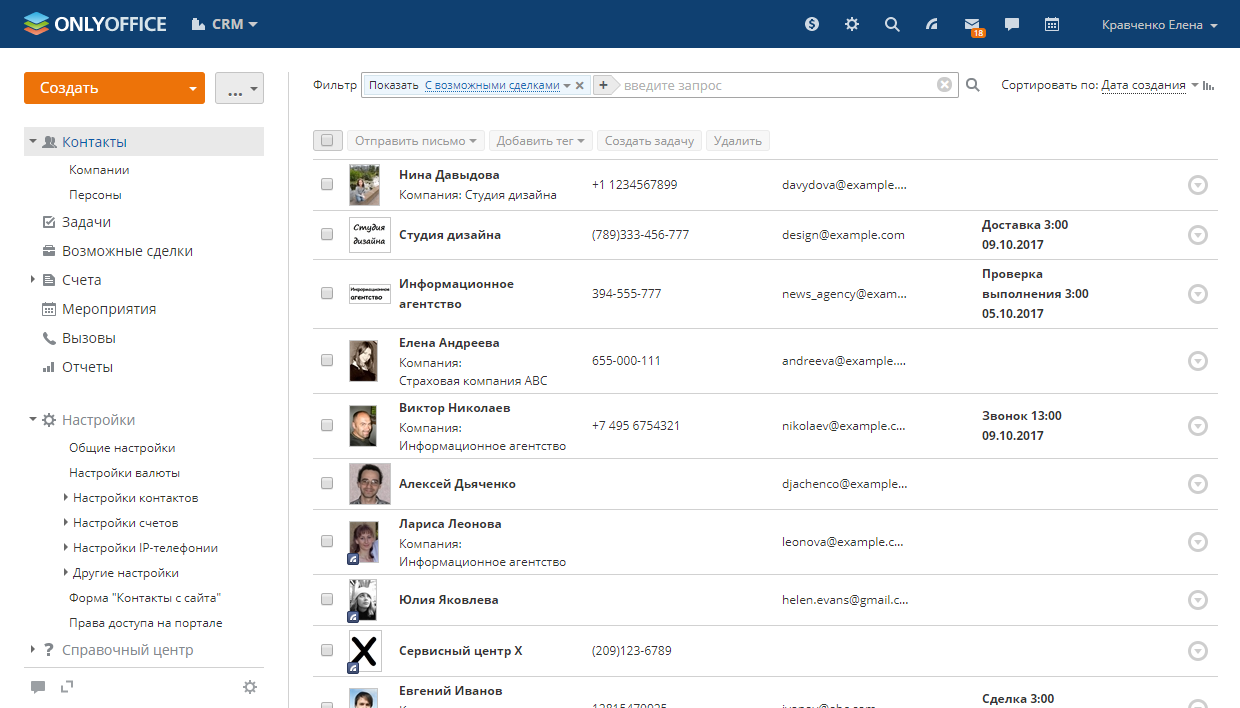 ONLYOFFICE CRM 18 Кравченко Елена
Создать ...
Контакты
Компании
Персоны
Задачи
Возможные сделки
Счета
Мероприятия
Вызовы
Отчеты
Настройки
Общие настройки
Настройки валюты
Настройки контактов
Настройки счетов
Настройки IP-телефонии
Другие настройки
Форма "Контакты с сайта"
Права доступа на портале
? Справочный центр
Фильтр Показать С возможными сделками × + введите запрос Сортировать по: Дата создания
Отправить письмо Добавить тег Создать задачу Удалить
Нина Давыдова
Компания: Студия дизайна
+1 1234567899
davydova@example....
Студия
дизайна
Студия дизайна
(789)333-456-777
design@example.com
Доставка 3:00
09.10.2017
Информационное
агентство
Информационное
агентство
394-555-777
news_agency@exam...
Проверка
выполнения 3:00
05.10.2017
Елена Андреева
Компания:
Страховая компания АВС
655-000-111
andreeva@example....
Виктор Николаев
Компания:
Информационное агентство
+7 495 6754321
nikolaev@example.c...
Звонок 13:00
09.10.2017
Алексей Дьяченко
djachenco@example...
Лариса Леонова
Компания:
Информационное агентство
leonova@example.c...
Юлия Яковлева
helen.evans@gmail.c...
X
Сервисный центр X
(209)123-6789
Евгений Иванов
Сделка 3:00